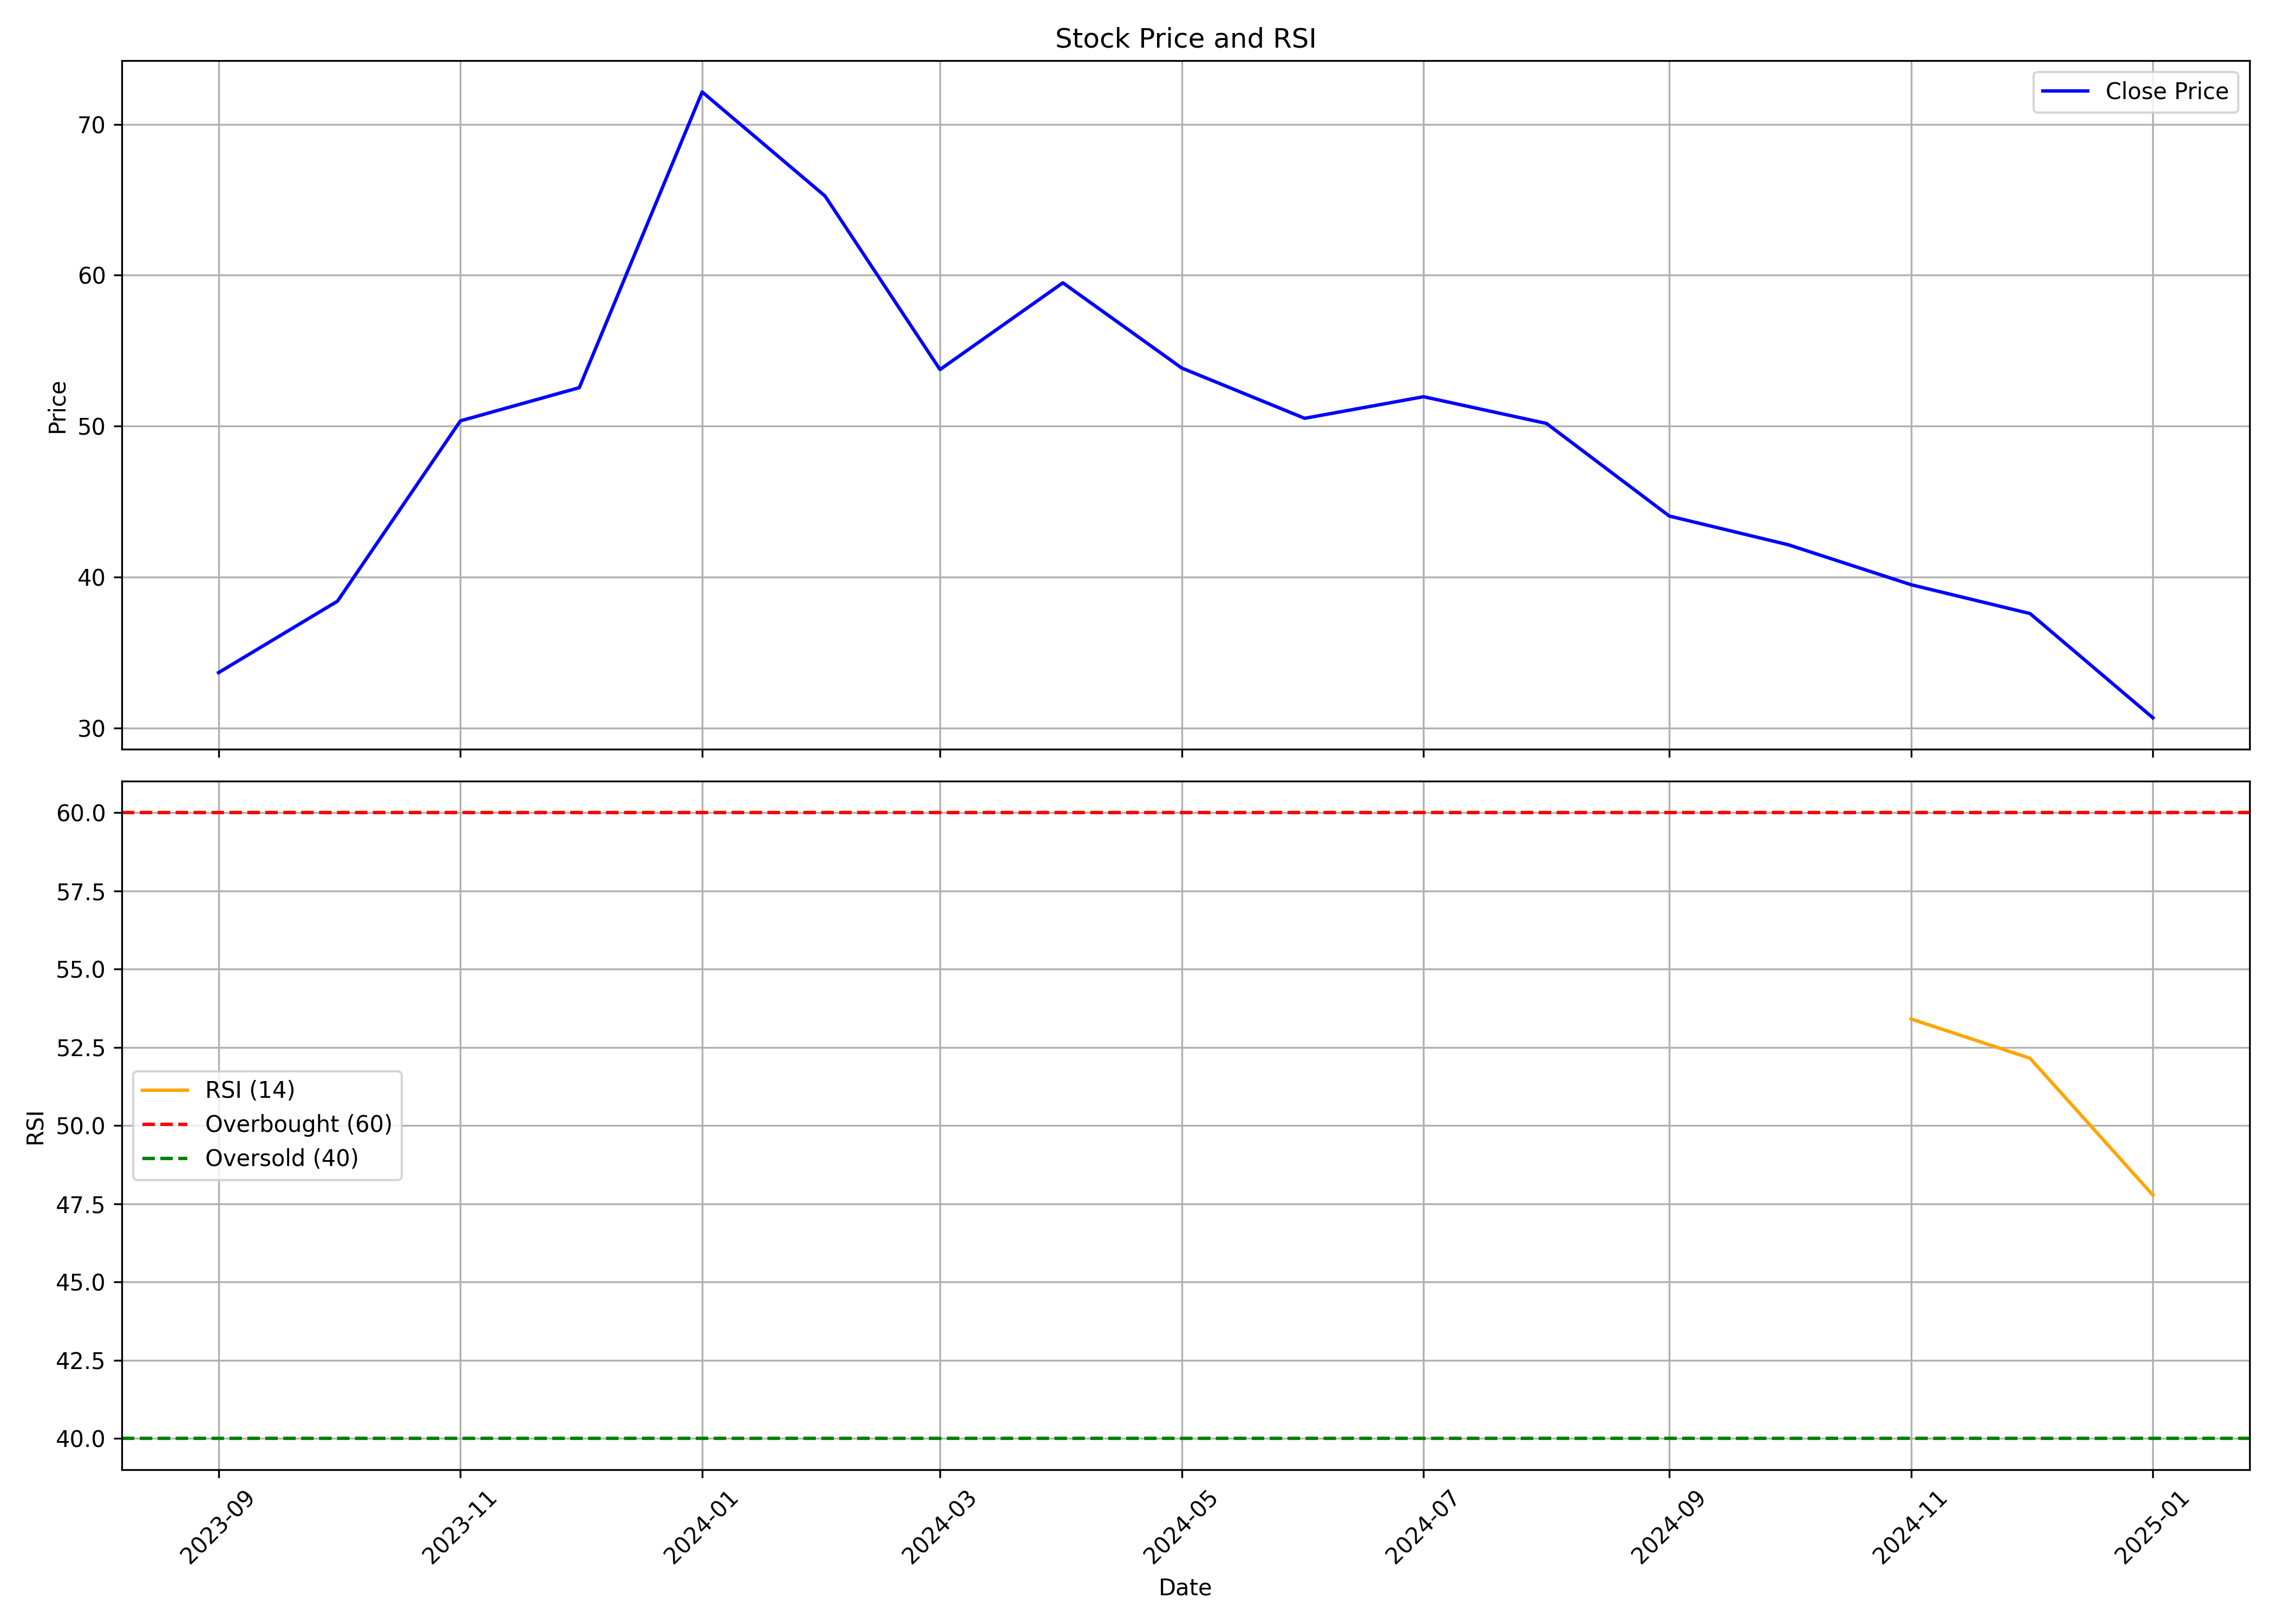 Stock Price and RSI
Close Price
Price
70
60
50
40
30
RSI
60.0
57.5
55.0
52.5
50.0
47.5
45.0
42.5
40.0
RSI (14)
Overbought (60)
Oversold (40)
2023-09
2023-11
2024-01
2024-03
2024-05
2024-07
2024-09
2024-11
2025-01
Date